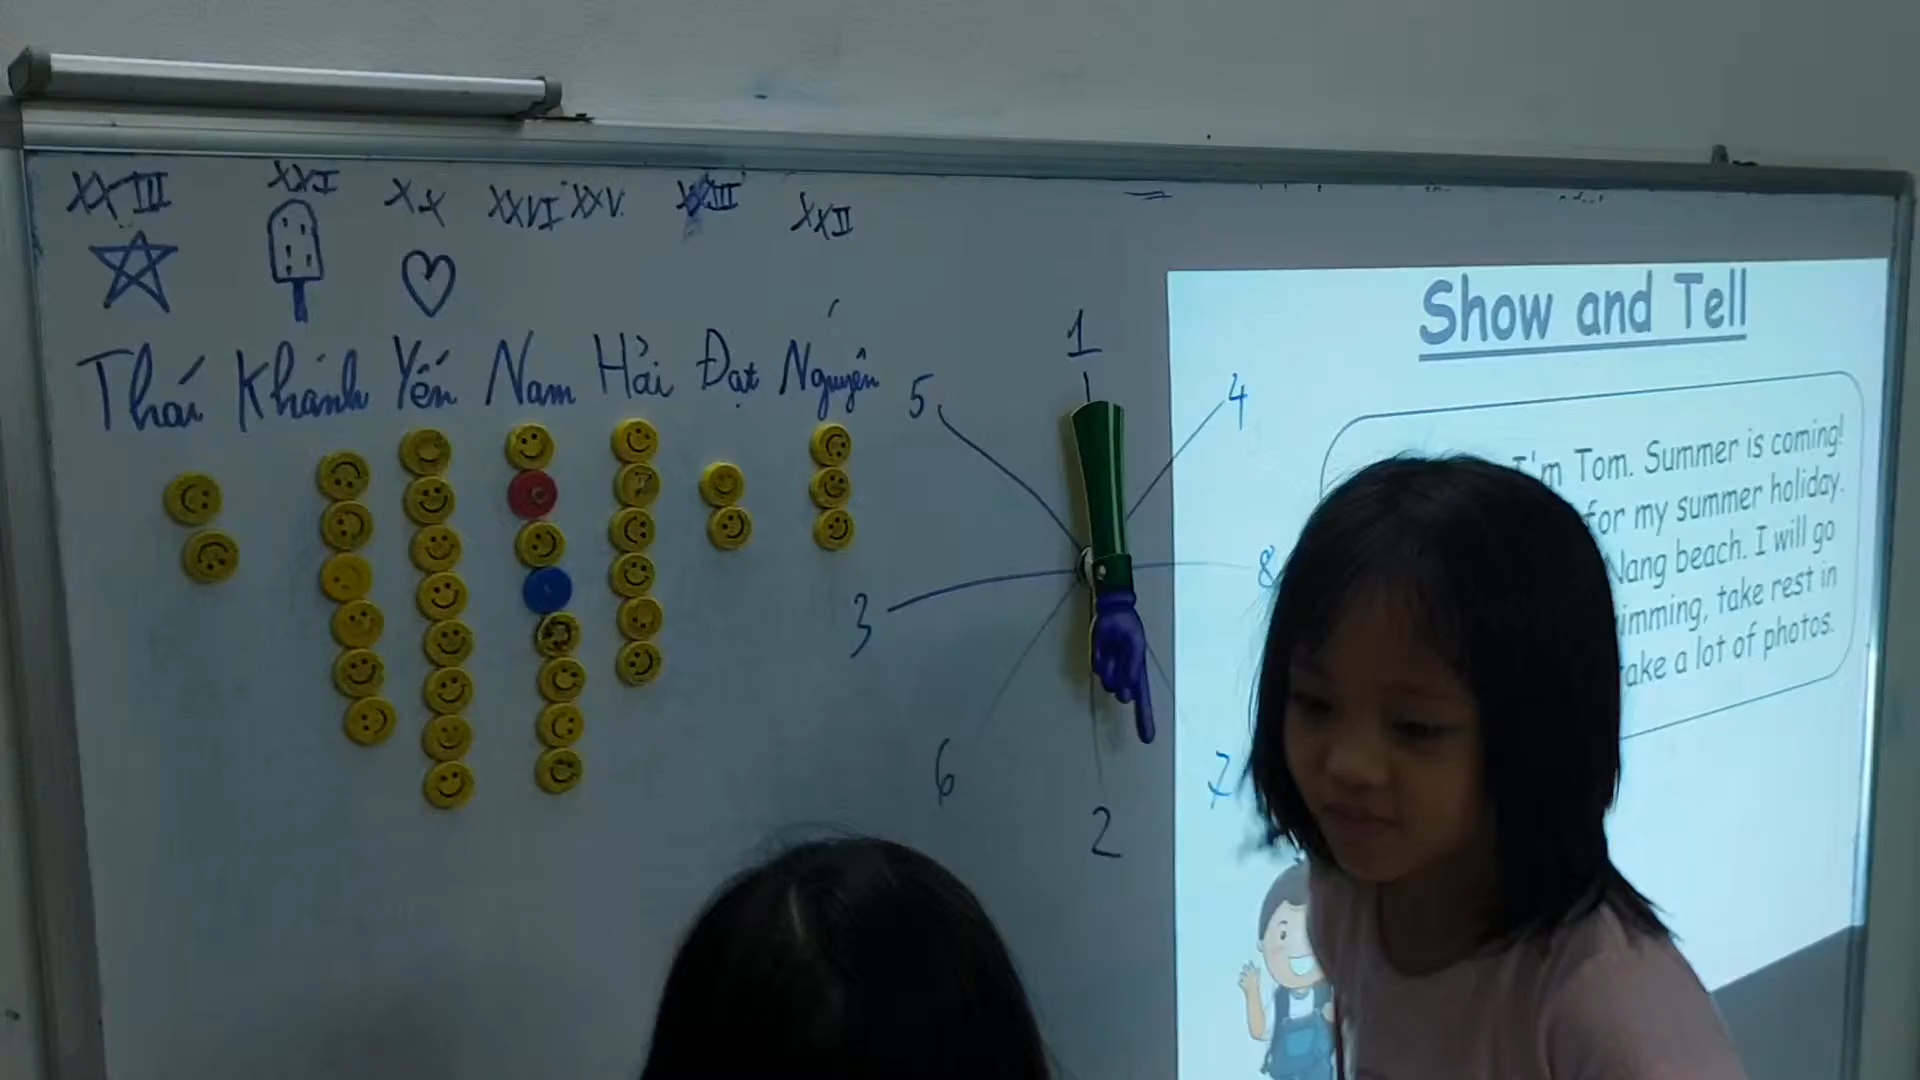 XXIII XXI XX XXVI XXV XXIII XXII
Thái Khánh Yến Nam Hải Đạt Nguyên
1
5 4
3 8
6 7
2
Show and Tell
I'm Tom. Summer is coming!
for my summer holiday.
Nang beach. I will go
take rest in
take a lot of photos.